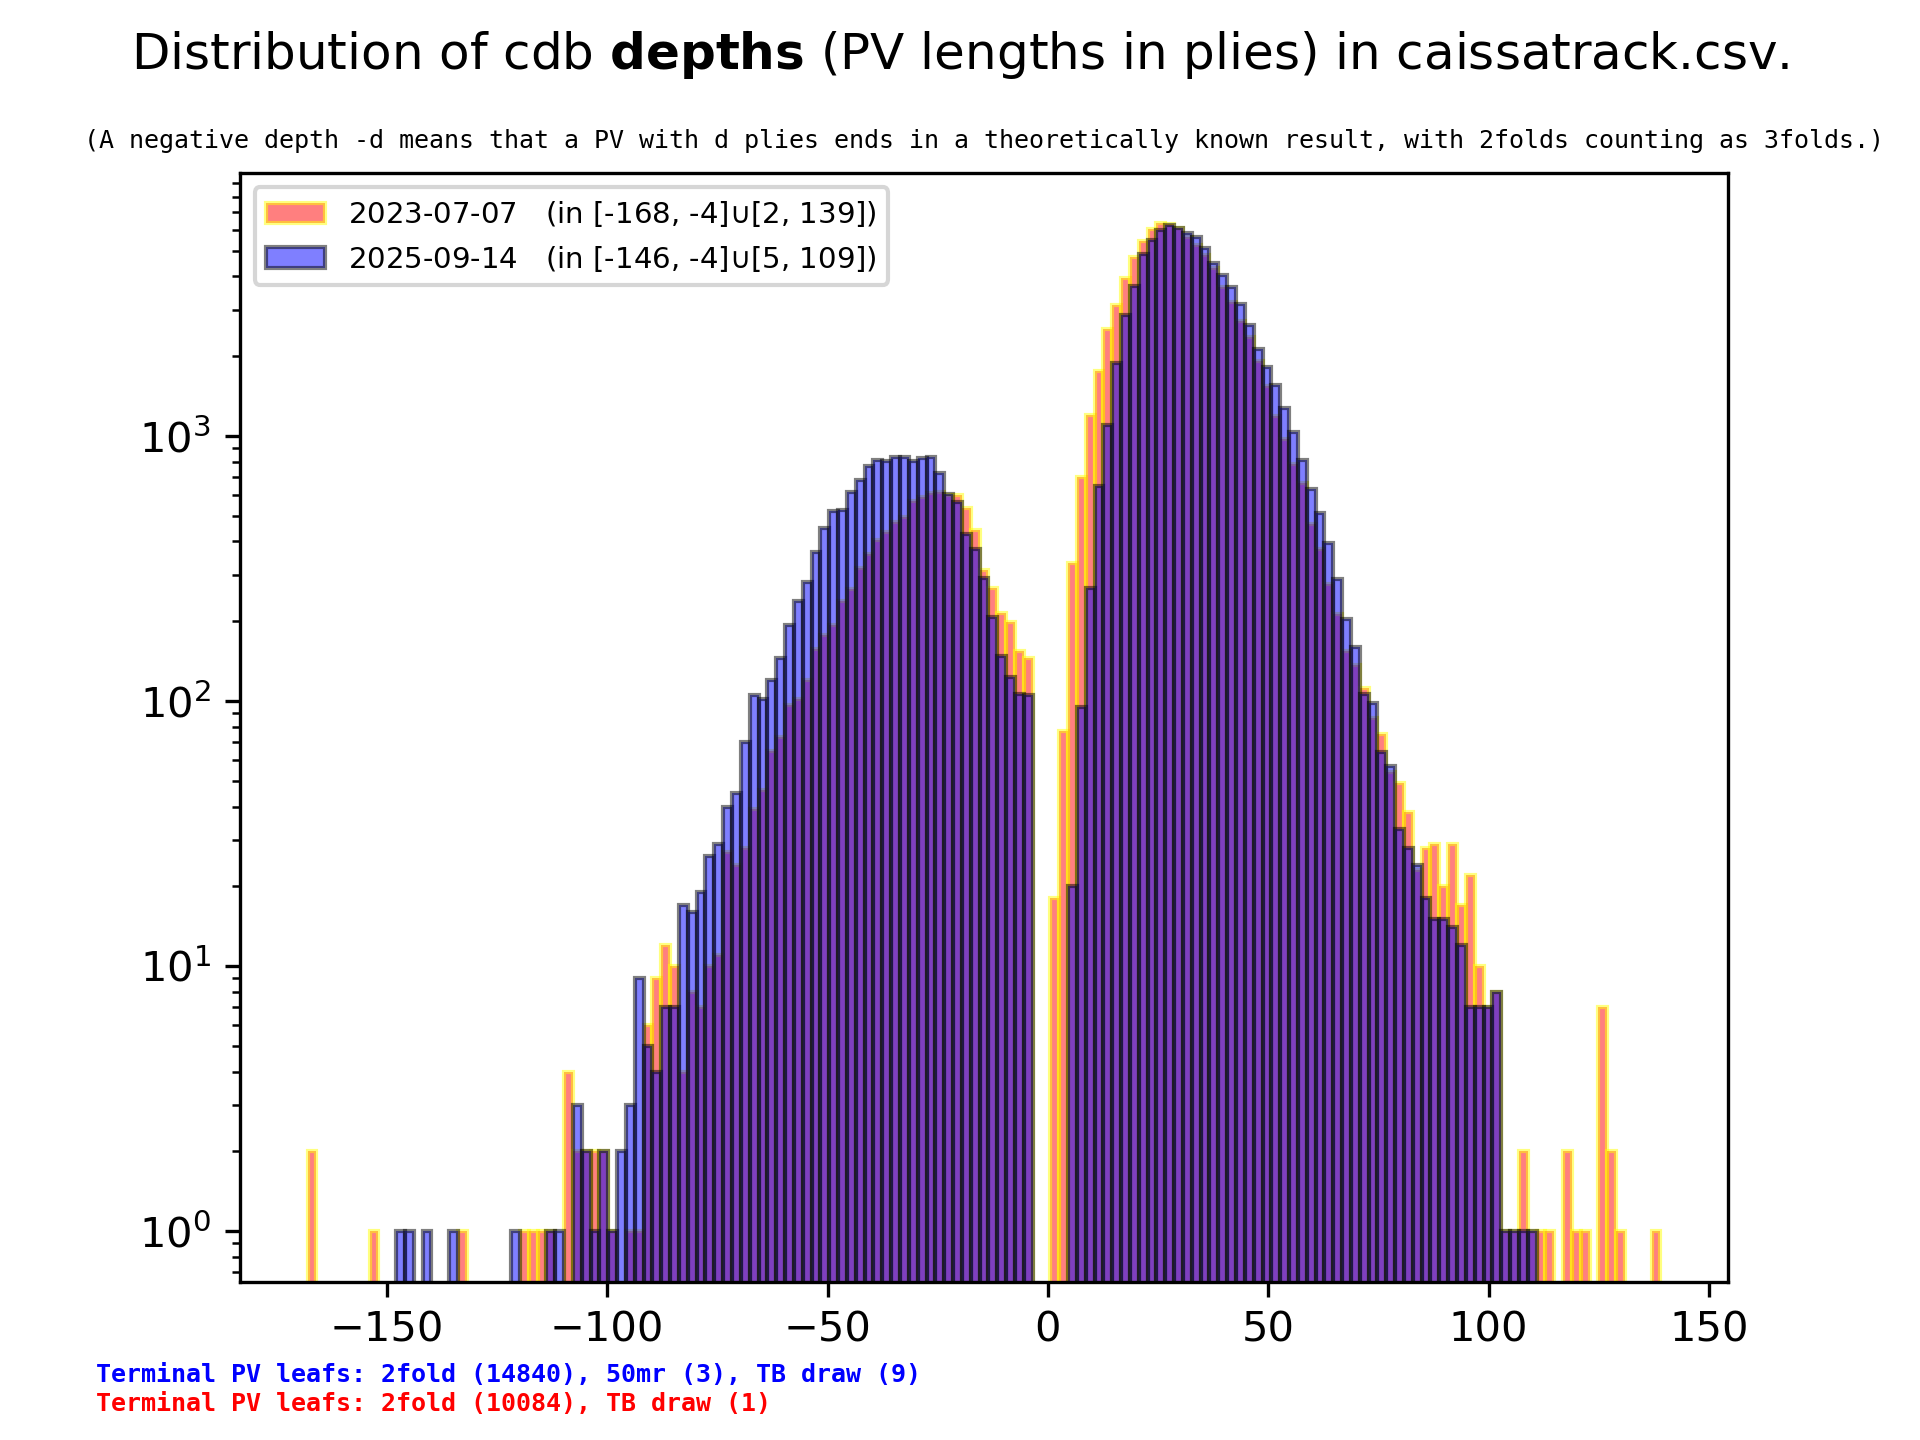 Distribution of cdb depths (PV lengths in plies) in caissatrack.csv.
(A negative depth -d means that a PV with d plies ends in a theoretically known result, with 2folds counting as 3folds.)
2023-07-07 (in [-168, -4]∪[2, 139])
2025-09-14 (in [-146, -4]∪[5, 109])
10³
10²
10¹
10⁰
−150 −100 −50 0 50 100 150
Terminal PV leafs: 2fold (14840), 50mr (3), TB draw (9)
Terminal PV leafs: 2fold (10084), TB draw (1)